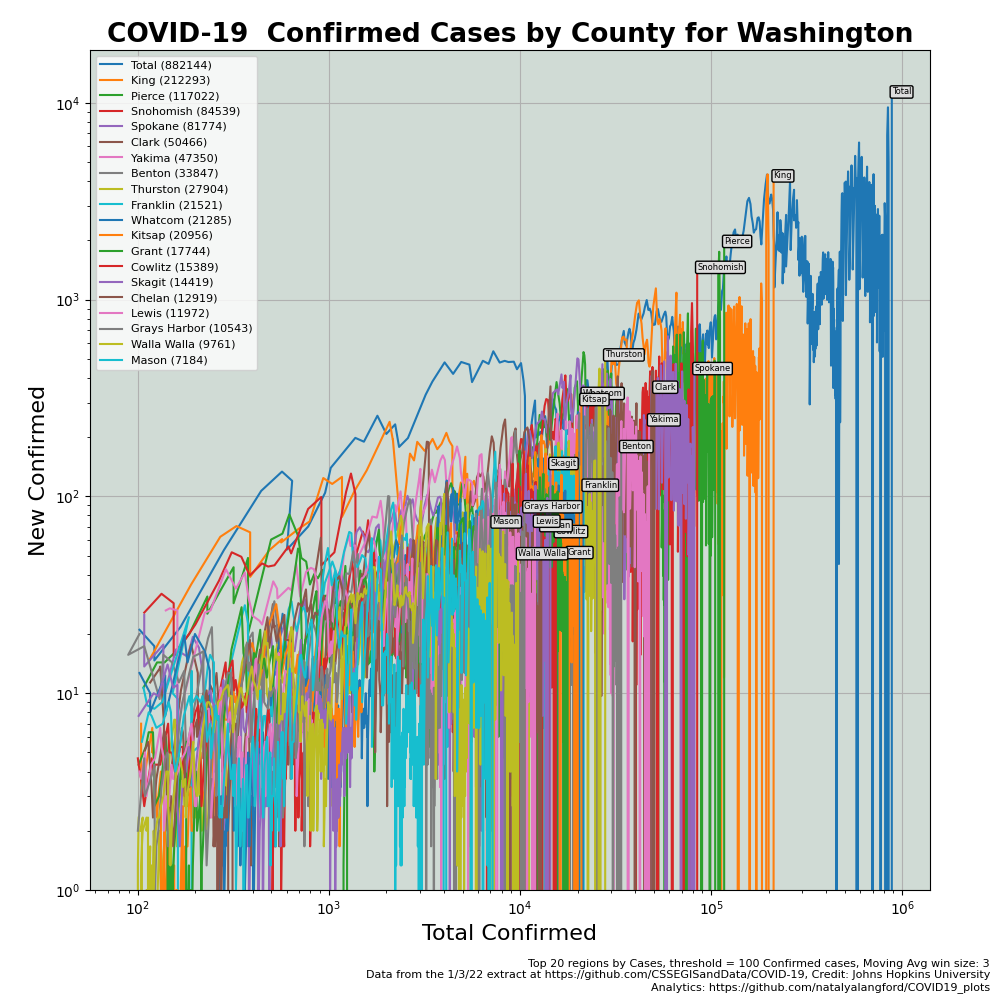 COVID-19  Confirmed Cases by County for Washington
Total (882144)
King (212293)
Pierce (117022)
Snohomish (84539)
Spokane (81774)
Clark (50466)
Yakima (47350)
Benton (33847)
Thurston (27904)
Franklin (21521)
Whatcom (21285)
Kitsap (20956)
Grant (17744)
Cowlitz (15389)
Skagit (14419)
Chelan (12919)
Lewis (11972)
Grays Harbor (10543)
Walla Walla (9761)
Mason (7184)
Total
King
Pierce
Snohomish
Thurston
Spokane
Clark
Whatcom
Kitsap
Yakima
Benton
Skagit
Franklin
Grays Harbor
Mason
Lewis
Walla Walla
Grant
10⁴
10³
10²
10¹
10⁰
New Confirmed
10² 10³ 10⁴ 10⁵ 10⁶
Total Confirmed
Top 20 regions by Cases, threshold = 100 Confirmed cases, Moving Avg win size: 3
Data from the 1/3/22 extract at https://github.com/CSSEGISandData/COVID-19, Credit: Johns Hopkins University
Analytics: https://github.com/natalyalangford/COVID19_plots